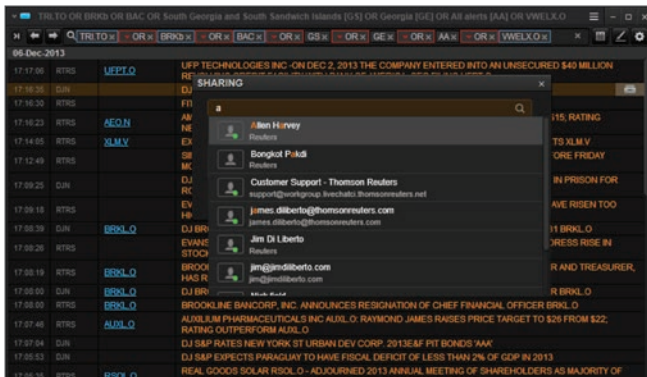 TRI.TO OR BRKb OR BAC OR South Georgia and South Sandwich Islands [GS] OR Georgia [GE] OR All alerts [AA] OR VWELX.O
TRI.TO x OR x BRKb x OR x BAC x OR x GS x OR x GE x OR x AA x OR x VWELX.O x
06-Dec-2013
17:17:06 RTRS UFPT.O UFP TECHNOLOGIES INC -ON DEC 2, 2013 THE COMPANY ENTERED INTO AN UNSECURED $40 MILLION
SHARING
17:16:35 DJN DJ
a
17:16:30 RTRS FIT
17:16:23 RTRS AEO.N $15; RATING
Allen Harvey
Reuters
17:14:05 RTRS XLM.V EX TS XLM.V
Bongkot Pakdi
Reuters
17:12:49 RTRS ORE FRIDAY
Customer Support - Thomson Reuters
support@workgroup.livechatci.thomsonreuters.net
17:09:25 DJN DJ IN PRISON FOR
james.diliberto@thomsonreuters.com
james.diliberto@thomsonreuters.com
17:09:18 RTRS AVE RISEN TOO
17:08:39 DJN BRKL.O DJ BR 1 BRKL.O
Jim Di Liberto
Reuters
17:08:26 RTRS EVANS DRESS RISE IN
STOCK
jim@jimdiliberto.com
jim@jimdiliberto.com
17:08:19 RTRS BRKL.O BROOK R AND TREASURER,
HAS R
17:08:00 DJN BRKL.O DJ BR R BRKL.O
17:08:00 RTRS BRKL.O BROOKLINE BANCORP, INC. ANNOUNCES RESIGNATION OF CHIEF FINANCIAL OFFICER BRKL.O
17:07:46 RTRS AUXL.O AUXILIUM PHARMACEUTICALS INC AUXL.O: RAYMOND JAMES RAISES PRICE TARGET TO $26 FROM $22;
RATING OUTPERFORM AUXL.O
17:07:04 DJN DJ S&P RATES NEW YORK ST URBAN DEV CORP. 2013E&F PIT BONDS 'AAA'
17:05:53 DJN DJ S&P EXPECTS PARAGUAY TO HAVE FISCAL DEFICIT OF LESS THAN 2% OF GDP IN 2013
17:05:38 RTRS RSOL.O REAL GOODS SOLAR RSOL.O - ADJOURNED 2013 ANNUAL MEETING OF SHAREHOLDERS AS MAJORITY OF